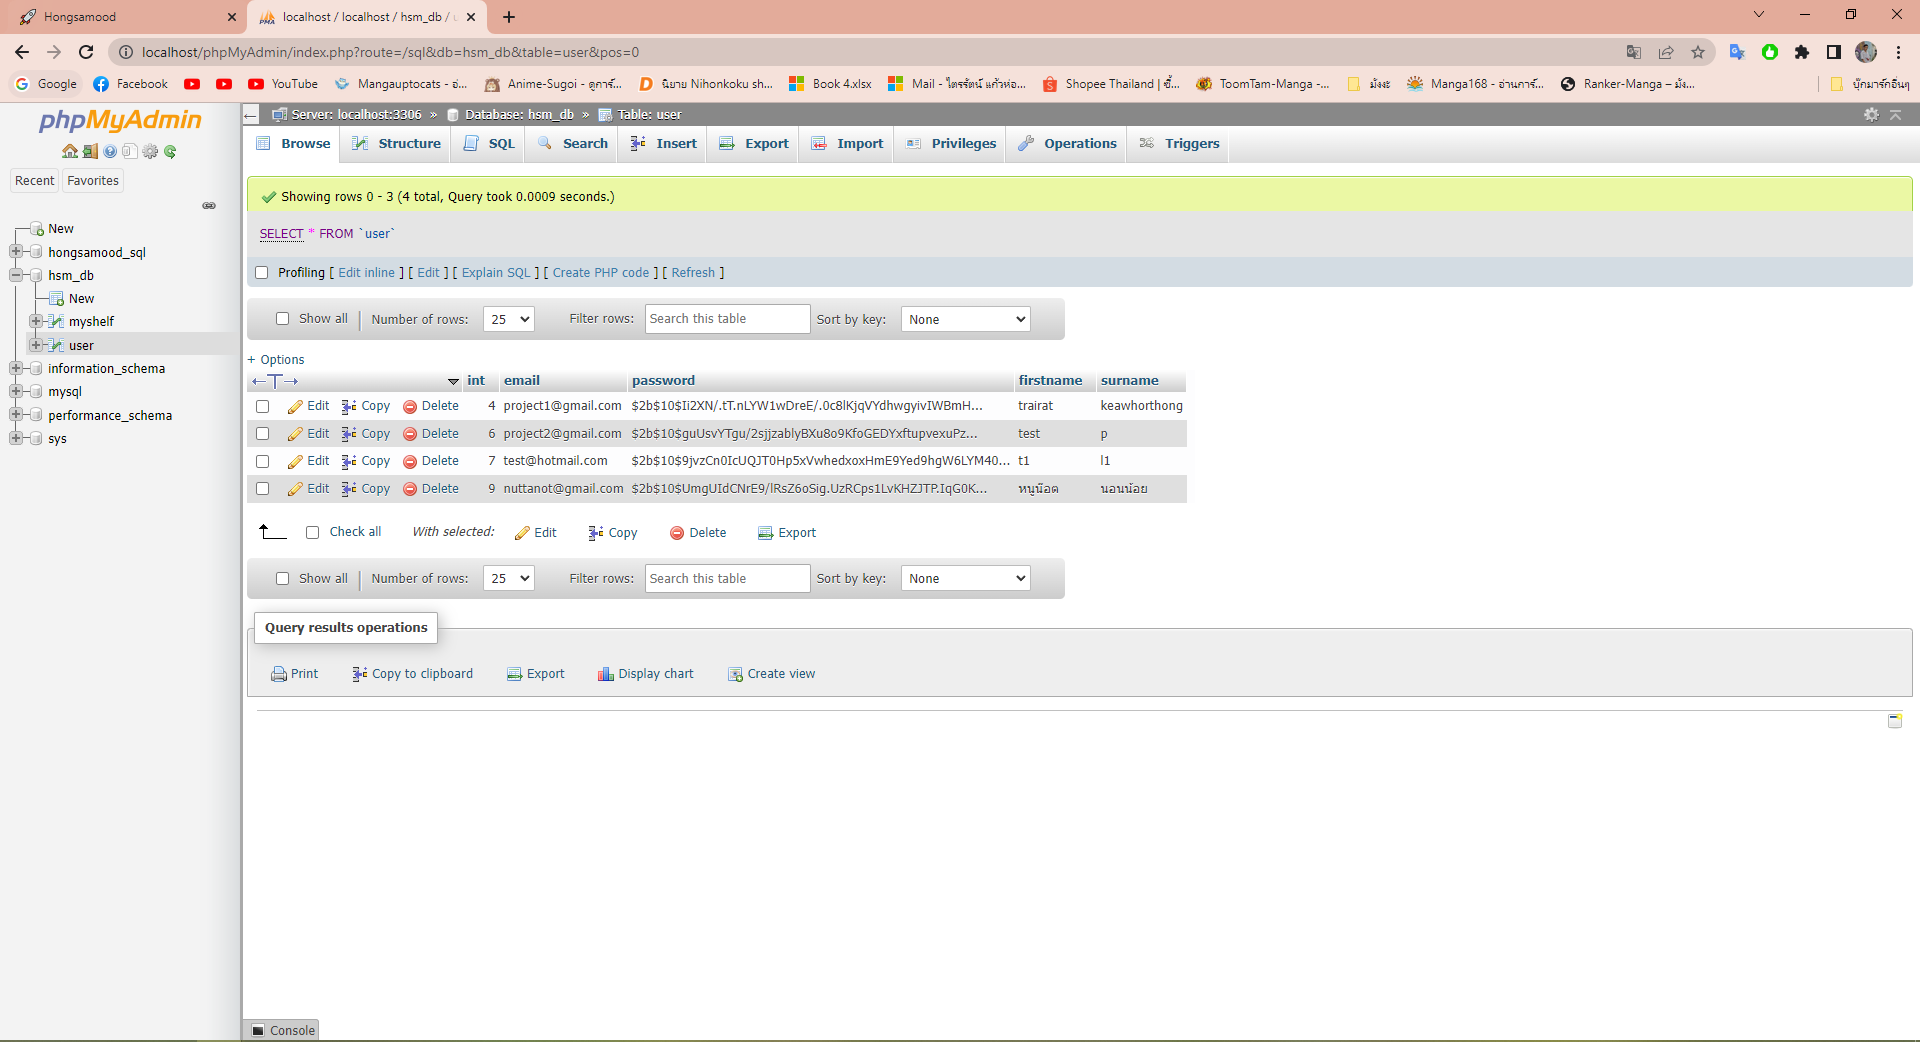 Hongsamood
localhost / localhost / hsm_db / u
localhost/phpMyAdmin/index.php?route=/sql&db=hsm_db&table=user&pos=0
Google Facebook YouTube Mangauptocats - อ่... Anime-Sugoi - ดูการ์... นิยาย Nihonkoku sh... Book 4.xlsx Mail - ไตรรัตน์ แก้วห่อ... Shopee Thailand | ซื้... ToomTam-Manga -... มังงะ Manga168 - อ่านการ์... Ranker-Manga – มัง... บุ๊กมาร์กอื่นๆ
phpMyAdmin
Recent Favorites
New
hongsamood_sql
hsm_db
New
myshelf
user
information_schema
mysql
performance_schema
sys
Server: localhost:3306 » Database: hsm_db » Table: user
Browse Structure SQL Search Insert Export Import Privileges Operations Triggers
Showing rows 0 - 3 (4 total, Query took 0.0009 seconds.)
SELECT * FROM `user`
Profiling [ Edit inline ] [ Edit ] [ Explain SQL ] [ Create PHP code ] [ Refresh ]
Show all Number of rows: 25 Filter rows: Search this table Sort by key: None
+ Options
←T→ int email password firstname surname
Edit Copy Delete 4 project1@gmail.com $2b$10$Ii2XN/.tT.nLYW1wDreE/.0c8lKjqVYdhwgyivIWBmH... trairat keawhorthong
Edit Copy Delete 6 project2@gmail.com $2b$10$guUsvYTgu/2sjjzablyBXu8o9KfoGEDYxftupvexuPz... test p
Edit Copy Delete 7 test@hotmail.com $2b$10$9jvzCn0IcUQJT0Hp5xVwhedxoxHmE9Yed9hgW6LYM40... t1 l1
Edit Copy Delete 9 nuttanot@gmail.com $2b$10$UmgUIdCNrE9/lRsZ6oSig.UzRCps1LvKHZJTP.IqG0K... หนูน๊อต นอนน้อย
Check all With selected: Edit Copy Delete Export
Show all Number of rows: 25 Filter rows: Search this table Sort by key: None
Query results operations
Print Copy to clipboard Export Display chart Create view
Console